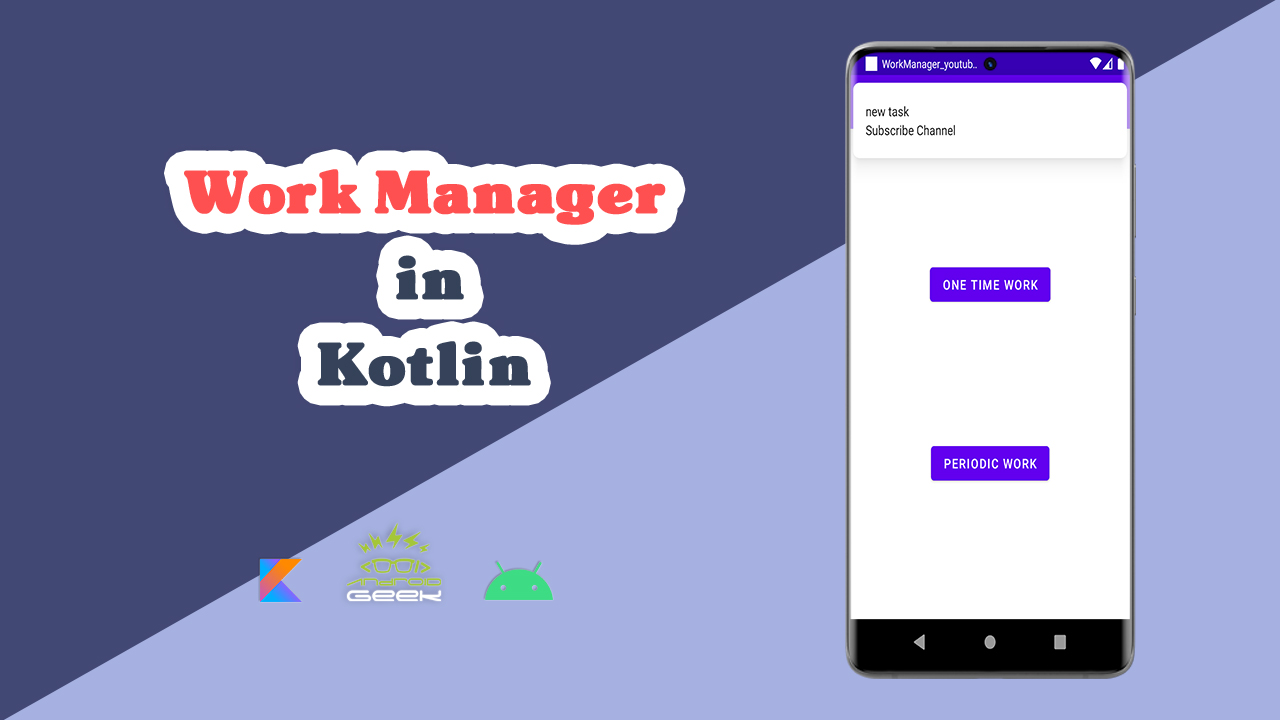 Work Manager
in
Kotlin
Android
GEEK
WorkManager_youtub..
new task
Subscribe Channel
ONE TIME WORK
PERIODIC WORK